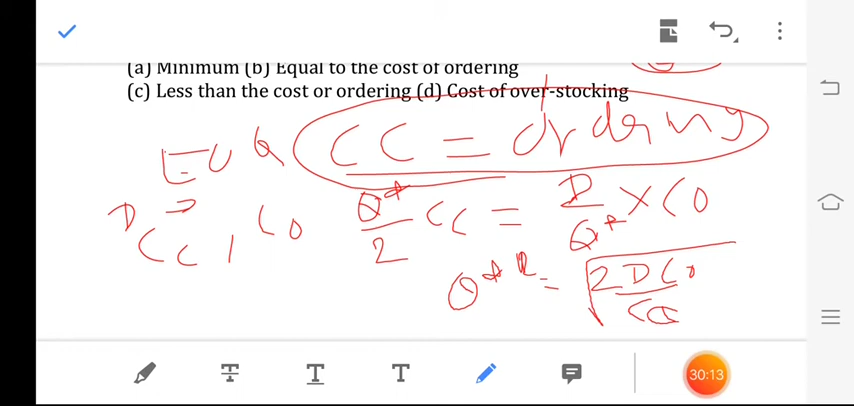 (a) Minimum (b) Equal to the cost of ordering
(c) Less than the cost or ordering (d) Cost of over-stocking
EOQ CC = Ordering
D CC, CO
Q*/2 CC = D/Q* × CO
Q* = √2DCo/CC
T T T
30:13